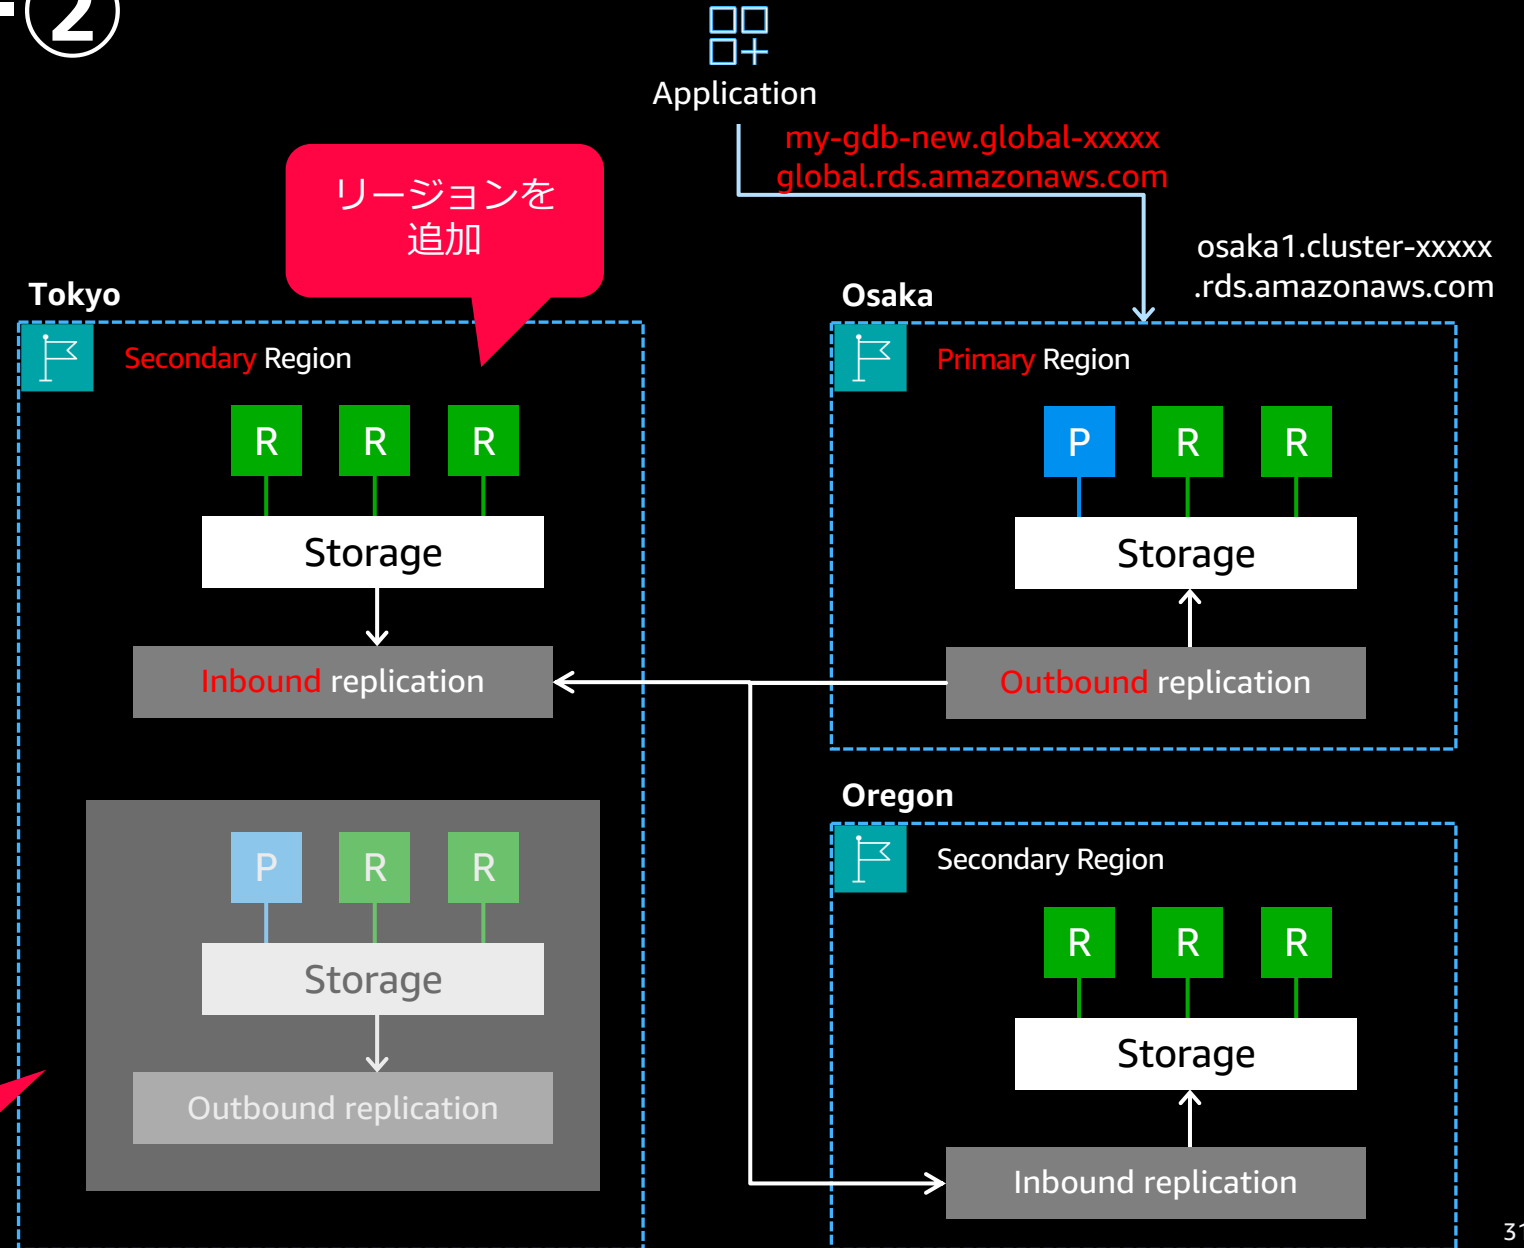 ②
Application
my-gdb-new.global-xxxxx
global.rds.amazonaws.com
リージョンを
追加
osaka1.cluster-xxxxx
.rds.amazonaws.com
Tokyo
Secondary Region
R R R
Storage
Inbound replication
P R R
Storage
Outbound replication
Osaka
Primary Region
P R R
Storage
Outbound replication
Oregon
Secondary Region
R R R
Storage
Inbound replication
31